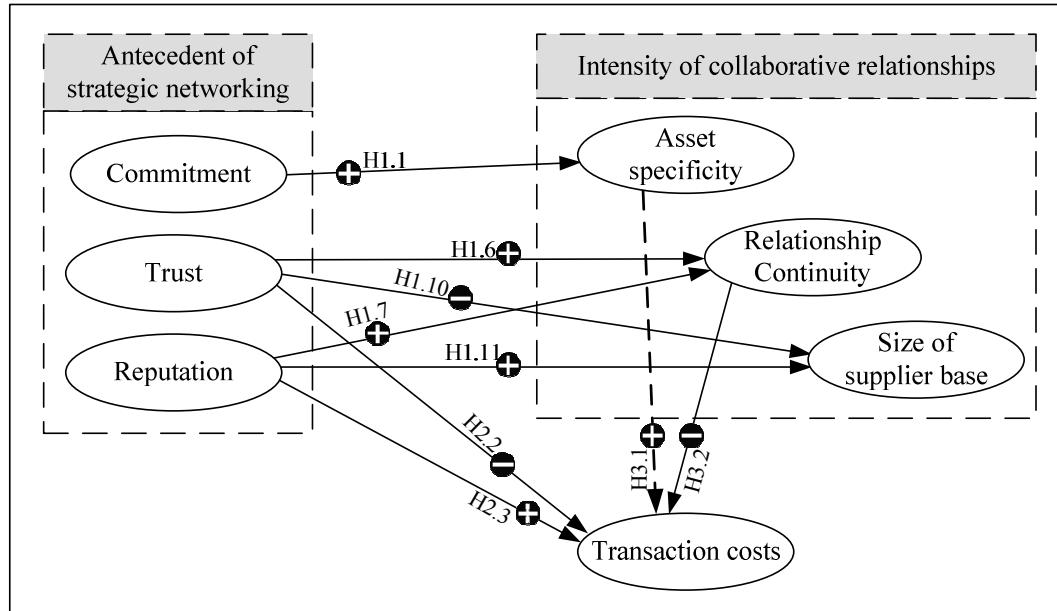 Antecedent of
strategic networking
Intensity of collaborative relationships
Commitment
H1.1
Asset
specificity
Trust
H1.6
Relationship
Continuity
H1.10
H1.7
Reputation
H1.11
Size of
supplier base
H2.2
H2.3
H3.1
H3.2
Transaction costs